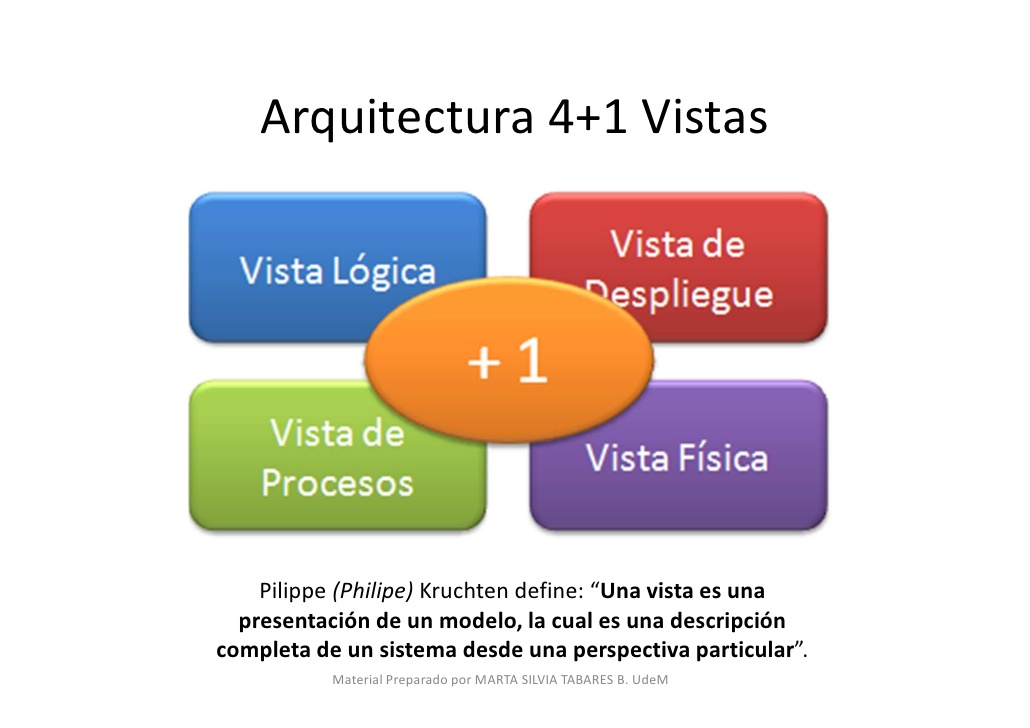 Arquitectura 4+1 Vistas
Vista Lógica
Vista de
Despliegue
+ 1
Vista de
Procesos
Vista Física
Pilippe (Philipe) Kruchten define: “Una vista es una
presentación de un modelo, la cual es una descripción
completa de un sistema desde una perspectiva particular”.
Material Preparado por MARTA SILVIA TABARES B. UdeM